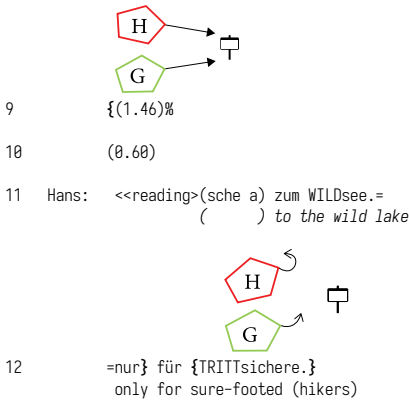 H
G
9 {(1.46)%
10 (0.60)
11 Hans: <<reading>(sche a) zum WILDsee.=
( ) to the wild lake
H
G
12 =nur} für {TRITTsichere.}
only for sure-footed (hikers)